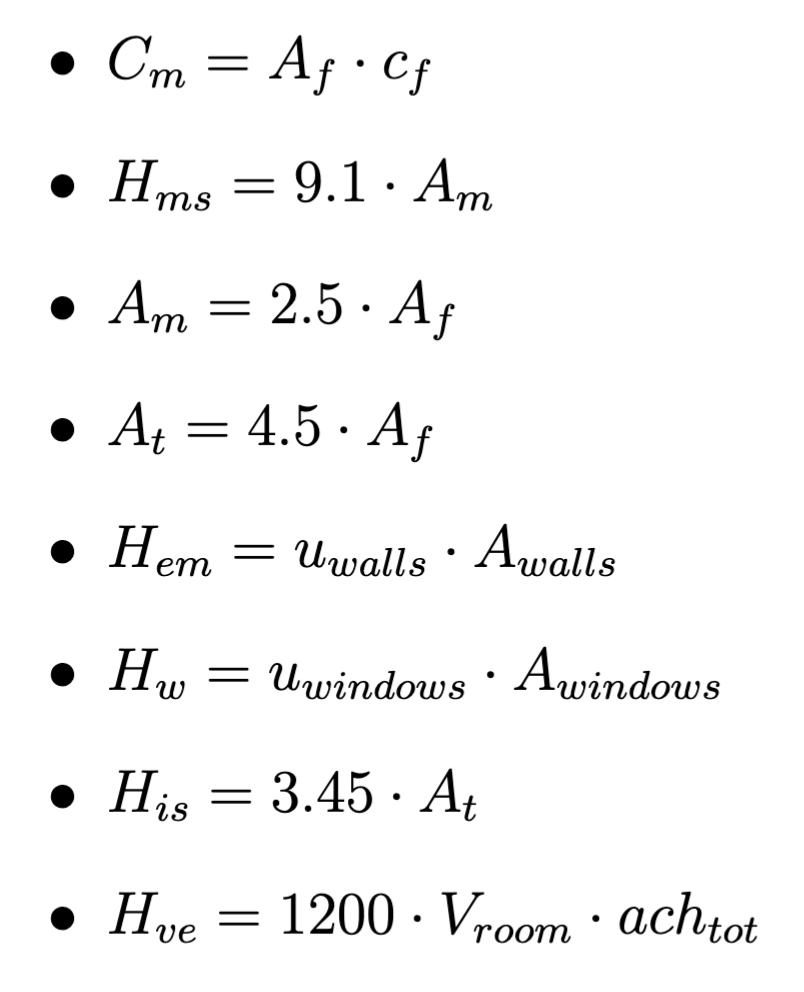 • C_m = A_f · c_f
• H_ms = 9.1 · A_m
• A_m = 2.5 · A_f
• A_t = 4.5 · A_f
• H_em = u_walls · A_walls
• H_w = u_windows · A_windows
• H_is = 3.45 · A_t
• H_ve = 1200 · V_room · ach_tot